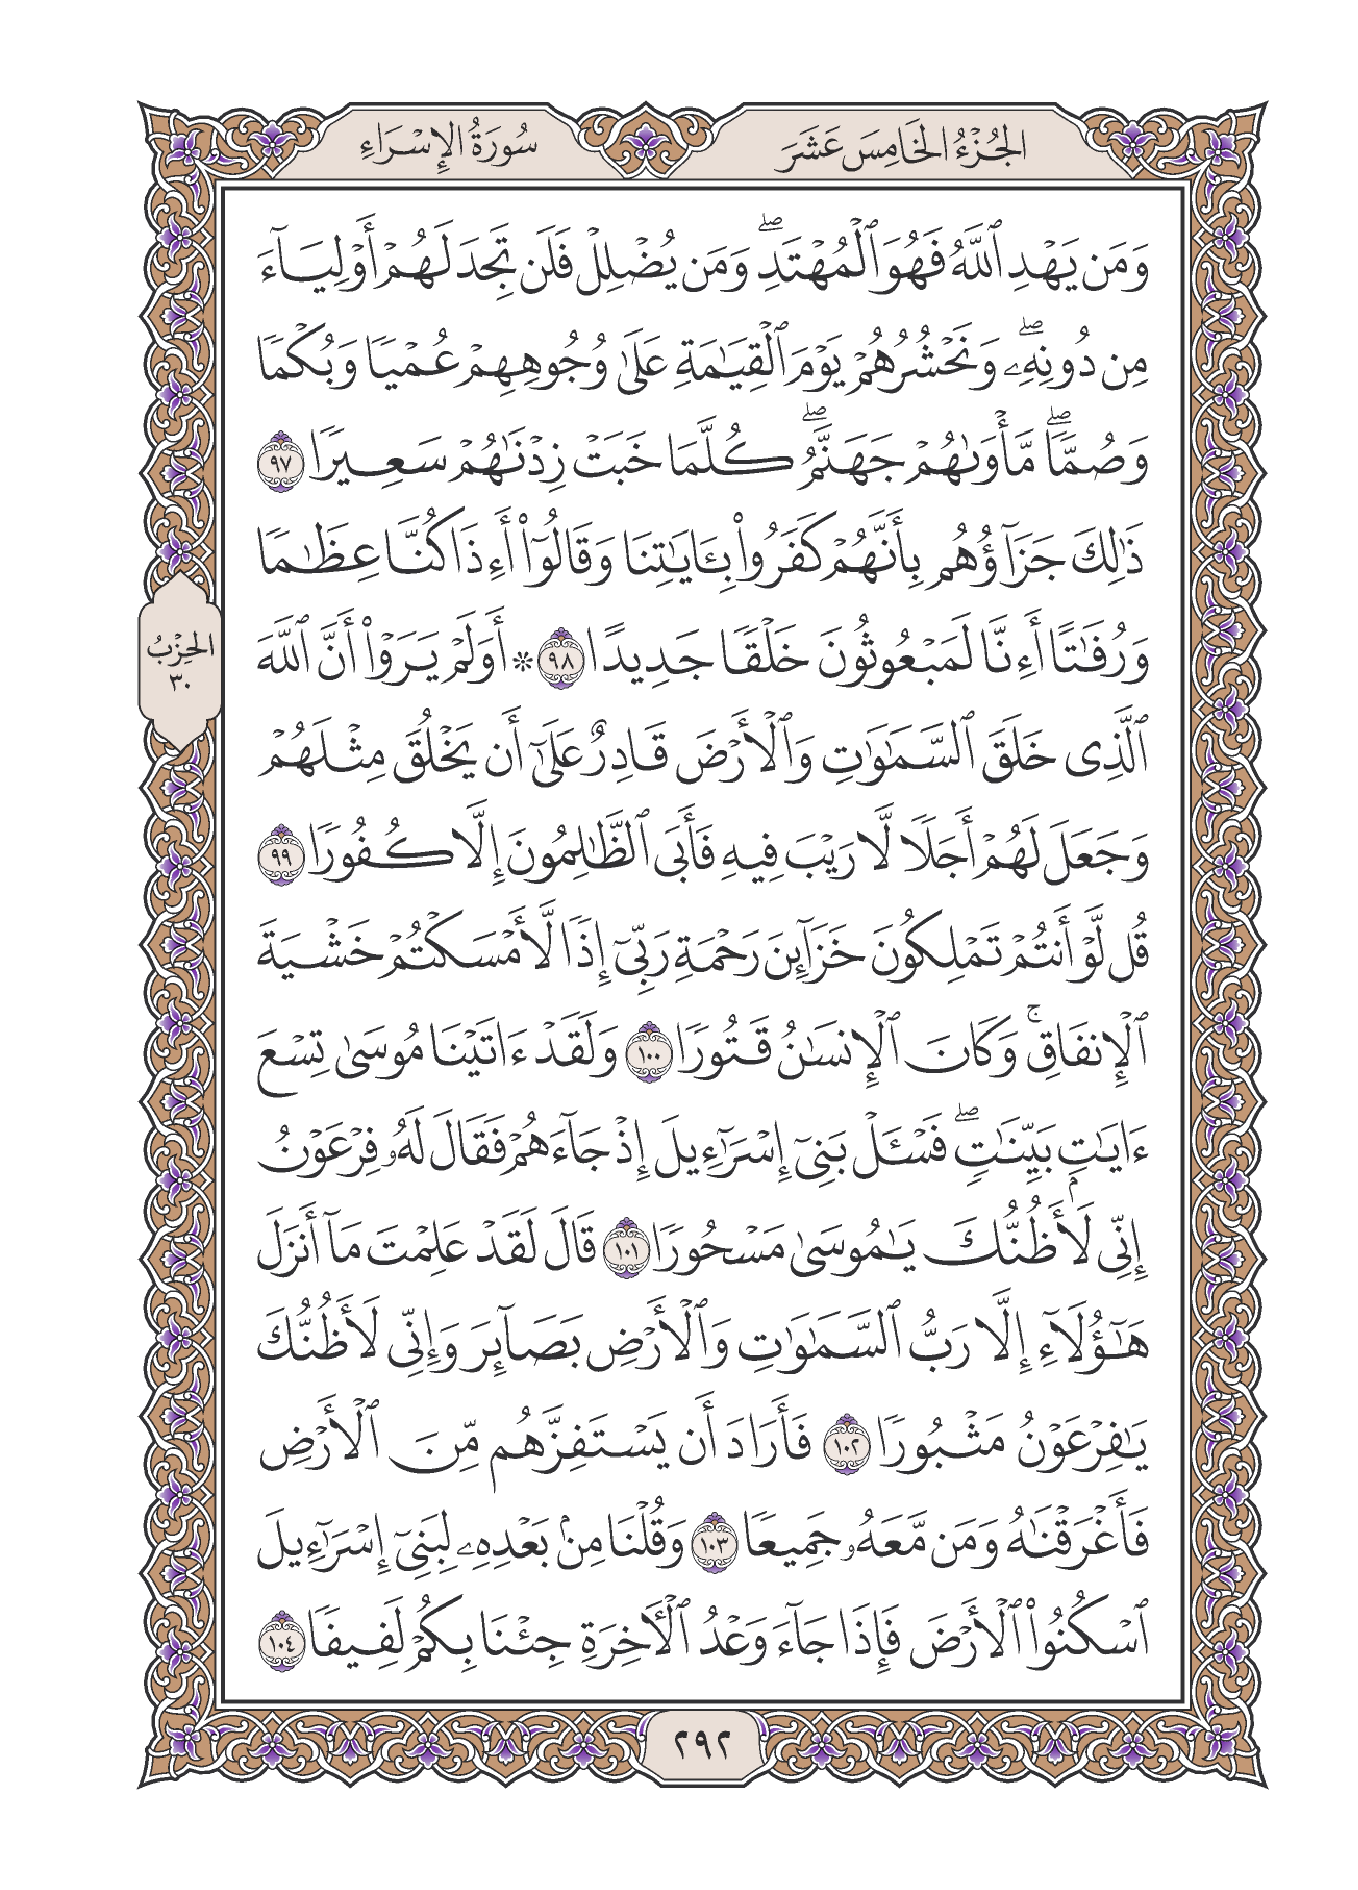 الجُزْءُ الخَامِسَ عَشَرَ
سُورَةُ الإِسْرَاءِ
وَمَن يَهْدِ ٱللَّهُ فَهُوَ ٱلْمُهْتَدِۖ وَمَن يُضْلِلْ فَلَن تَجِدَ لَهُمْ أَوْلِيَآءَ
مِن دُونِهِۦۖ وَنَحْشُرُهُمْ يَوْمَ ٱلْقِيَـٰمَةِ عَلَىٰ وُجُوهِهِمْ عُمْيًا وَبُكْمًا
وَصُمًّاۖ مَّأْوَىٰهُمْ جَهَنَّمُۖ كُلَّمَا خَبَتْ زِدْنَـٰهُمْ سَعِيرًا ٩٧
ذَٰلِكَ جَزَآؤُهُم بِأَنَّهُمْ كَفَرُوا۟ بِـَٔايَـٰتِنَا وَقَالُوٓا۟ أَءِذَا كُنَّا عِظَـٰمًا
وَرُفَـٰتًا أَءِنَّا لَمَبْعُوثُونَ خَلْقًا جَدِيدًا ٩٨ * أَوَلَمْ يَرَوْا۟ أَنَّ ٱللَّهَ
الحِزْبُ
٣٠
ٱلَّذِى خَلَقَ ٱلسَّمَـٰوَٰتِ وَٱلْأَرْضَ قَادِرٌ عَلَىٰٓ أَن يَخْلُقَ مِثْلَهُمْ
وَجَعَلَ لَهُمْ أَجَلًا لَّا رَيْبَ فِيهِ فَأَبَى ٱلظَّـٰلِمُونَ إِلَّا كُفُورًا ٩٩
قُل لَّوْ أَنتُمْ تَمْلِكُونَ خَزَآئِنَ رَحْمَةِ رَبِّىٓ إِذًا لَّأَمْسَكْتُمْ خَشْيَةَ
ٱلْإِنفَاقِۚ وَكَانَ ٱلْإِنسَـٰنُ قَتُورًا ١٠٠ وَلَقَدْ ءَاتَيْنَا مُوسَىٰ تِسْعَ
ءَايَـٰتٍۭ بَيِّنَـٰتٍۖ فَسْـَٔلْ بَنِىٓ إِسْرَٰٓءِيلَ إِذْ جَآءَهُمْ فَقَالَ لَهُۥ فِرْعَوْنُ
إِنِّى لَأَظُنُّكَ يَـٰمُوسَىٰ مَسْحُورًا ١٠١ قَالَ لَقَدْ عَلِمْتَ مَآ أَنزَلَ
هَـٰٓؤُلَآءِ إِلَّا رَبُّ ٱلسَّمَـٰوَٰتِ وَٱلْأَرْضِ بَصَآئِرَ وَإِنِّى لَأَظُنُّكَ
يَـٰفِرْعَوْنُ مَثْبُورًا ١٠٢ فَأَرَادَ أَن يَسْتَفِزَّهُم مِّنَ ٱلْأَرْضِ
فَأَغْرَقْنَـٰهُ وَمَن مَّعَهُۥ جَمِيعًا ١٠٣ وَقُلْنَا مِنۢ بَعْدِهِۦ لِبَنِىٓ إِسْرَٰٓءِيلَ
ٱسْكُنُوا۟ ٱلْأَرْضَ فَإِذَا جَآءَ وَعْدُ ٱلْـَٔاخِرَةِ جِئْنَا بِكُمْ لَفِيفًا ١٠٤
٢٩٢